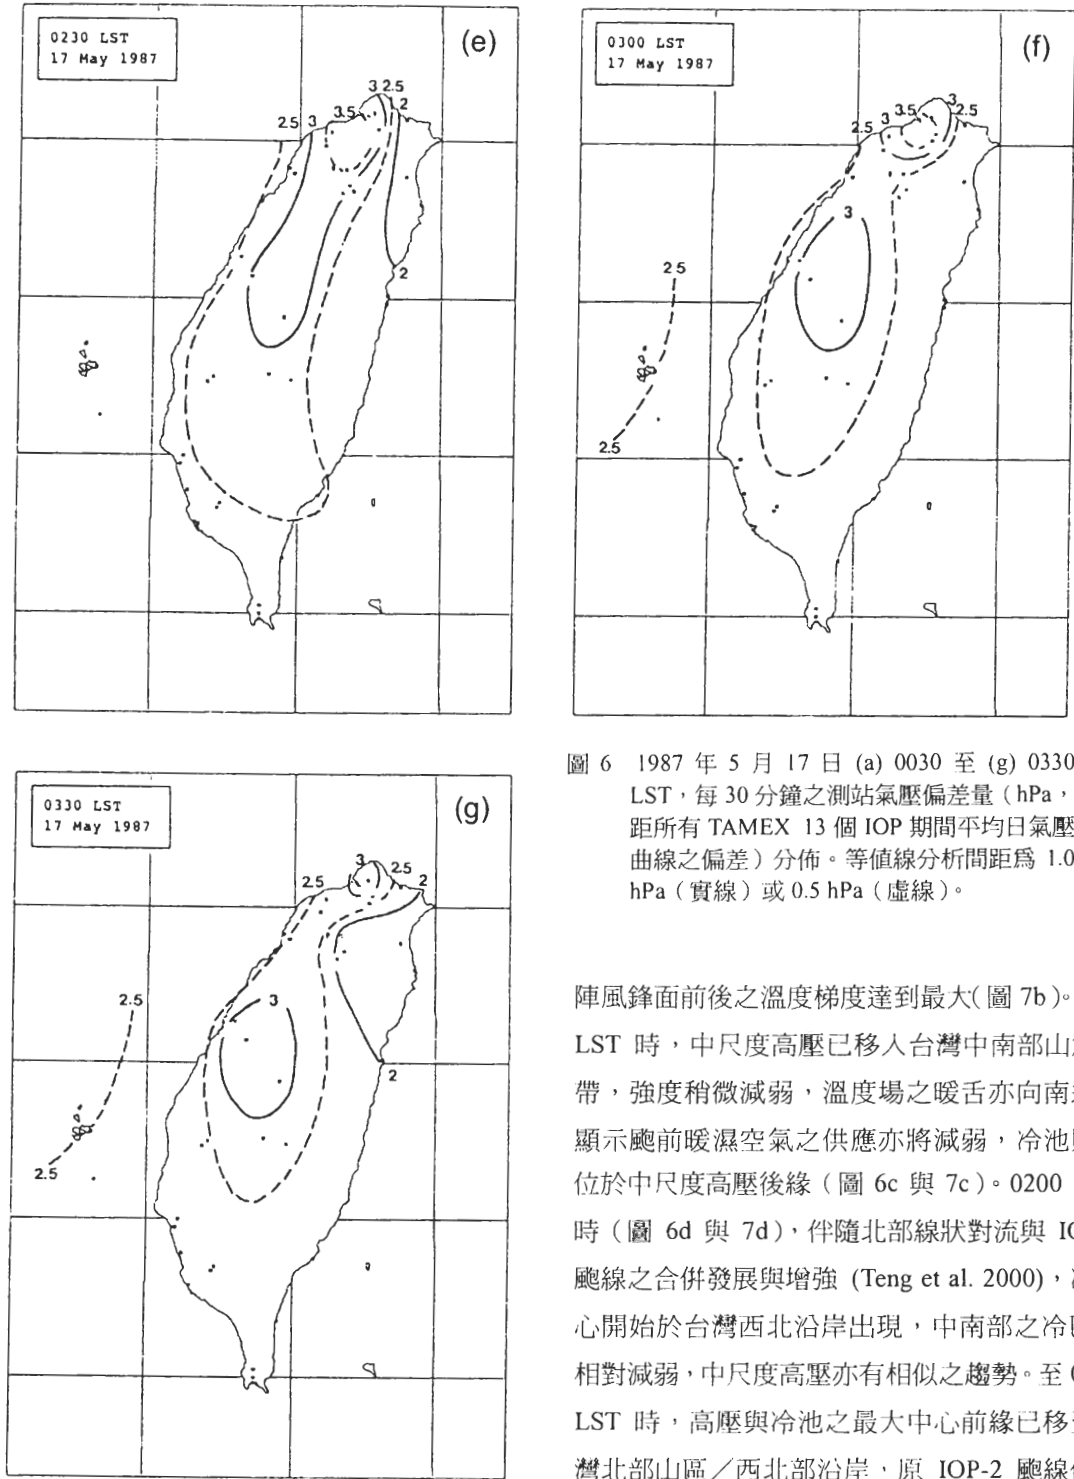 0230 LST
17 May 1987
(e)
3 2.5
2.5 3 3.5 2
2
0300 LST
17 May 1987
(f)
3
3.5
3 2.5
2.5
3
2.5
2.5
圖 6 1987 年 5 月 17 日 (a) 0030 至 (g) 0330
LST,每 30 分鐘之測站氣壓偏差量(hPa,
距所有 TAMEX 13 個 IOP 期間平均日氣壓
曲線之偏差)分佈。等值線分析間距爲 1.0
hPa(實線)或 0.5 hPa(虛線)。
0330 LST
17 May 1987
(g)
3
2.5 2.5 2
3
2.5
2
2.5
陣風鋒面前後之溫度梯度達到最大(圖 7b)。
LST 時,中尺度高壓已移入台灣中南部山
帶,強度稍微減弱,溫度場之暖舌亦向南
顯示颮前暖濕空氣之供應亦將減弱,冷池
位於中尺度高壓後緣(圖 6c 與 7c)。0200
時(圖 6d 與 7d),伴隨北部線狀對流與
颮線之合併發展與增強 (Teng et al. 2000),
心開始於台灣西北沿岸出現,中南部之冷
相對減弱,中尺度高壓亦有相似之趨勢。至
LST 時,高壓與冷池之最大中心前緣已移
灣北部山區/西北部沿岸,原 IOP-2 颮線